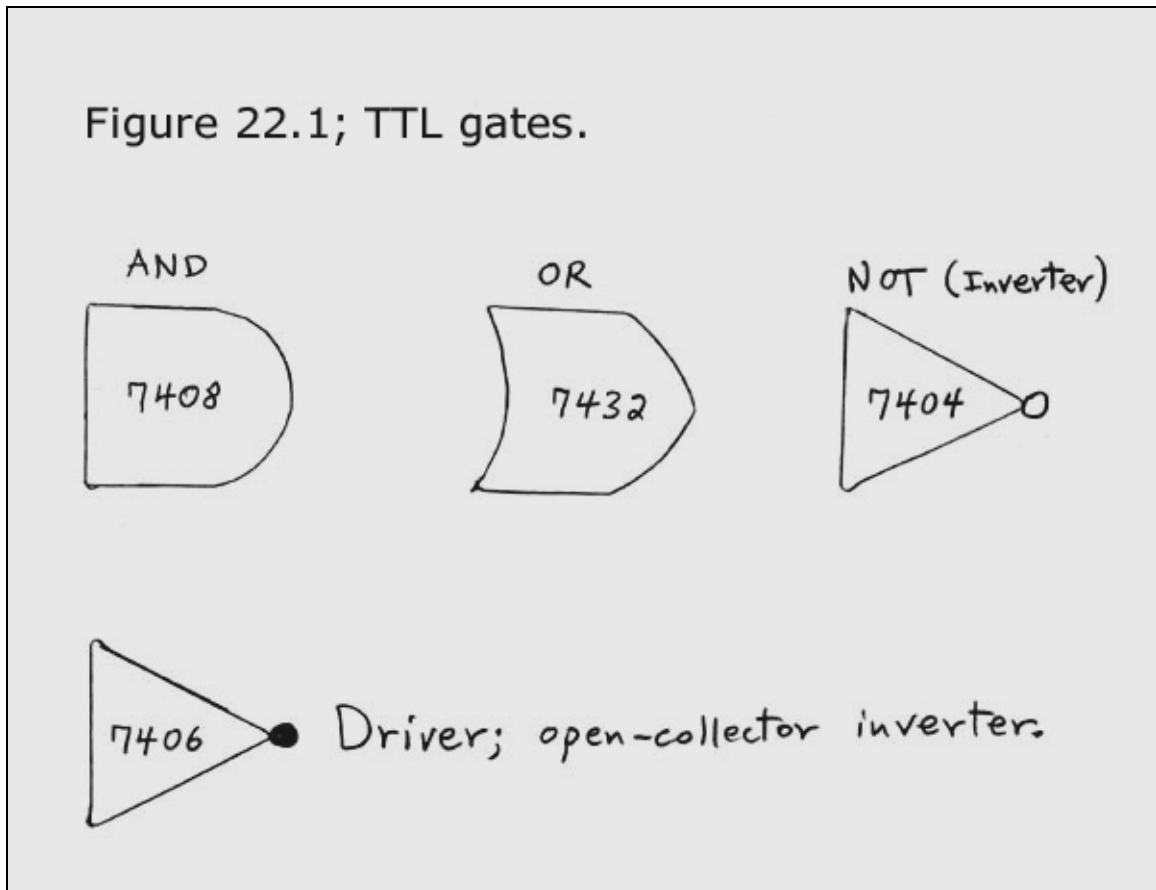 Figure 22.1; TTL gates.
AND
OR
NOT (Inverter)
7408
7432
7404
7406
Driver; open-collector inverter.